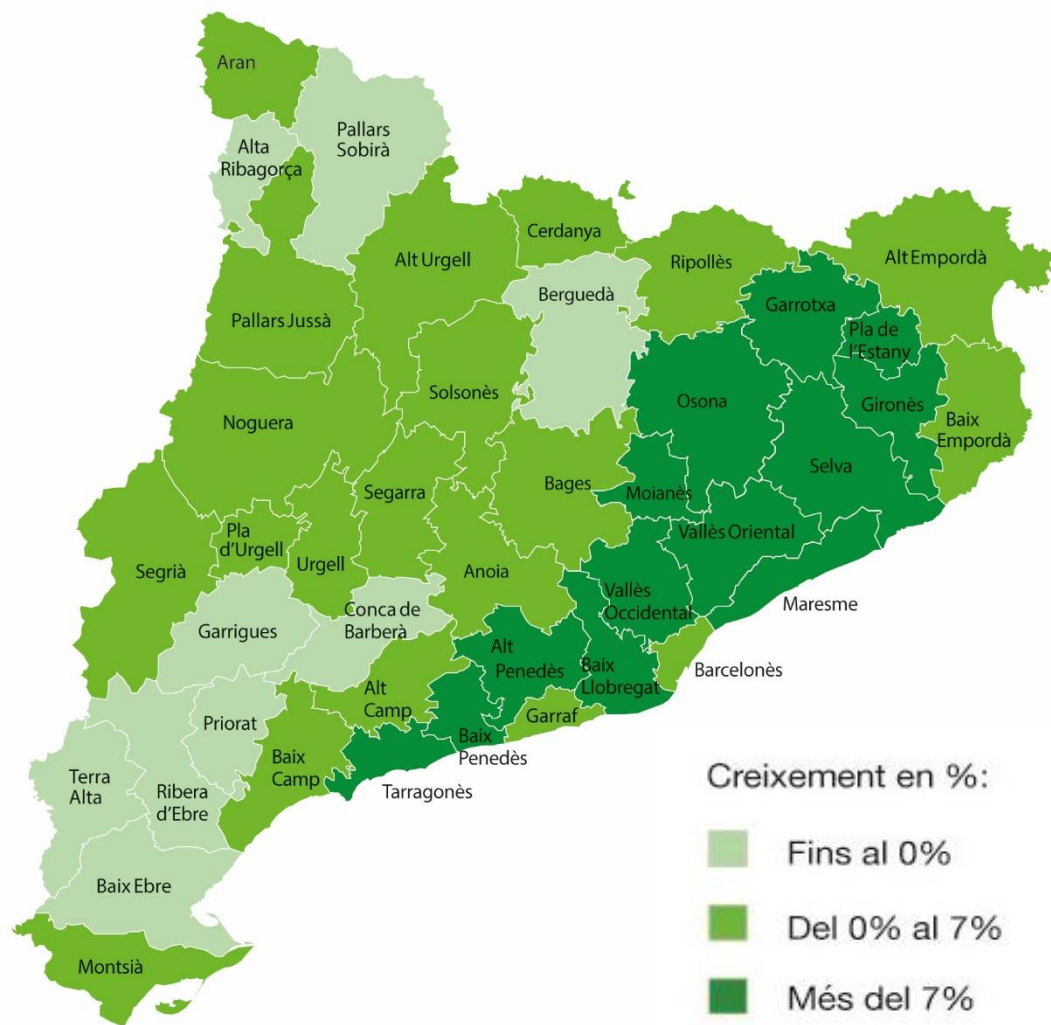 Aran
Pallars
Sobirà
Alta
Ribagorça
Cerdanya
Alt Urgell
Ripollès
Alt Empordà
Berguedà
Garrotxa
Pallars Jussà
Pla de
l'Estany
Solsonès
Osona
Gironès
Noguera
Baix
Empordà
Selva
Segarra
Bages
Moianès
Pla
d'Urgell
Urgell
Segrià
Anoia
Vallès Oriental
Vallès
Occidental
Maresme
Conca de
Barberà
Garrigues
Alt
Penedès
Baix
Llobregat
Barcelonès
Alt
Camp
Priorat
Garraf
Baix
Penedès
Baix
Camp
Terra
Alta
Ribera
d'Ebre
Tarragonès
Baix Ebre
Montsià
Creixement en %:
Fins al 0%
Del 0% al 7%
Més del 7%